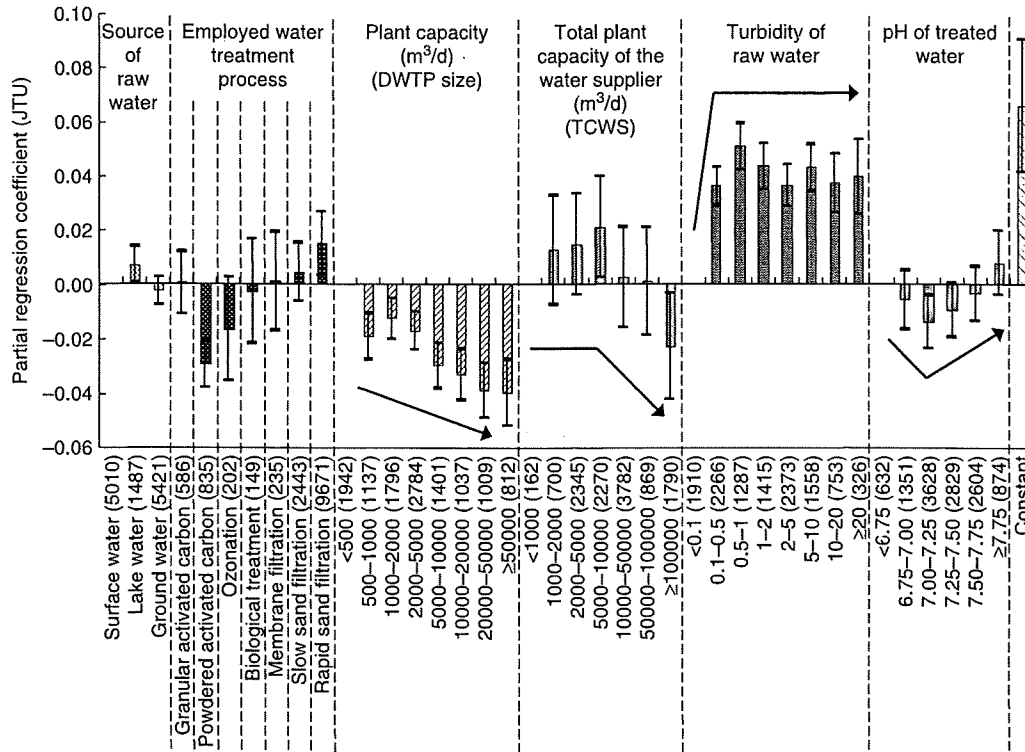 Partial regression coefficient (JTU)
0.10
0.08
0.06
0.04
0.02
0.00
−0.02
−0.04
−0.06
Source
of
raw
water
Employed water
treatment
process
Plant capacity
(m³/d)
(DWTP size)
Total plant
capacity of the
water supplier
(m³/d)
(TCWS)
Turbidity of
raw water
pH of treated
water
Surface water (5010)
Lake water (1487)
Ground water (5421)
Granular activated carbon (586)
Powdered activated carbon (835)
Ozonation (202)
Biological treatment (149)
Membrane filtration (235)
Slow sand filtration (2443)
Rapid sand filtration (9671)
<500 (1942)
500–1000 (1137)
1000–2000 (1796)
2000–5000 (2784)
5000–10000 (1401)
10000–20000 (1037)
20000–50000 (1009)
≥50000 (812)
<1000 (162)
1000–2000 (700)
2000–5000 (2345)
5000–10000 (2270)
10000–50000 (3782)
50000–100000 (869)
≥100000 (1790)
<0.1 (1910)
0.1–0.5 (2266)
0.5–1 (1287)
1–2 (1415)
2–5 (2373)
5–10 (1558)
10–20 (753)
≥20 (326)
<6.75 (632)
6.75–7.00 (1351)
7.00–7.25 (3628)
7.25–7.50 (2829)
7.50–7.75 (2604)
≥7.75 (874)
Constant